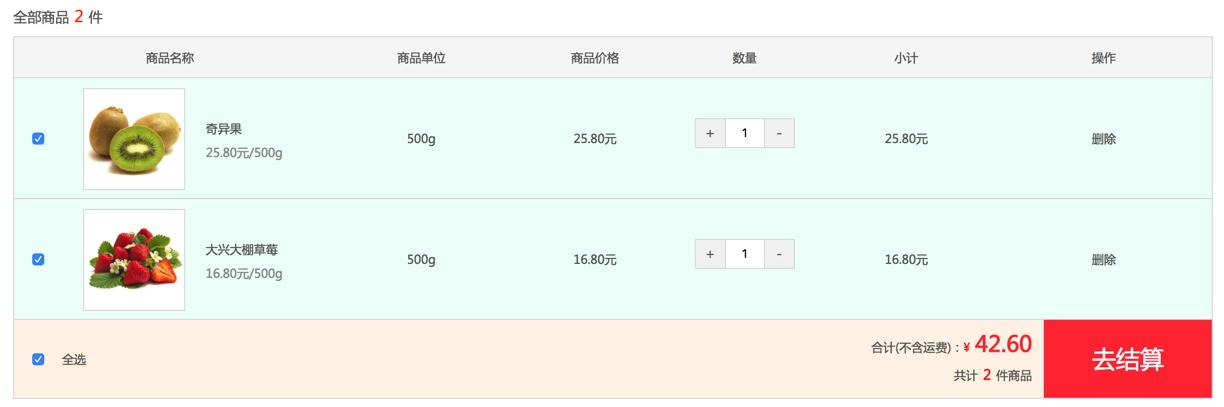 全部商品 2 件
商品名称 商品单位 商品价格 数量 小计 操作
奇异果
25.80元/500g
500g 25.80元 + 1 - 25.80元 删除
大兴大棚草莓
16.80元/500g
500g 16.80元 + 1 - 16.80元 删除
全选
合计(不含运费)：¥ 42.60
共计 2 件商品
去结算